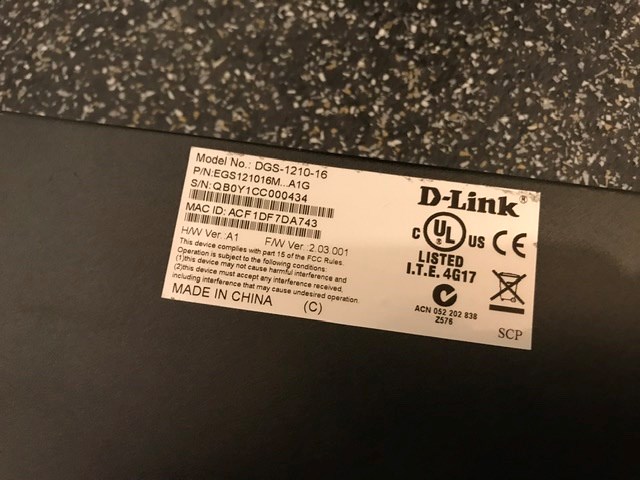 Model No.: DGS-1210-16
P/N:EGS121016M...A1G
S/N:QB0Y1CC000434
MAC ID: ACF1DF7DA743
H/W Ver.:A1 F/W Ver.:2.03.001
This device complies with part 15 of the FCC Rules.
Operation is subject to the following conditions:
(1)this device may not cause harmful interference and
(2)this device must accept any interference received,
including interference that may cause undesired operation.
MADE IN CHINA (C)
D-Link®
C UL US CE
LISTED
I.T.E. 4G17
ACN 052 202 838
Z576
SCP